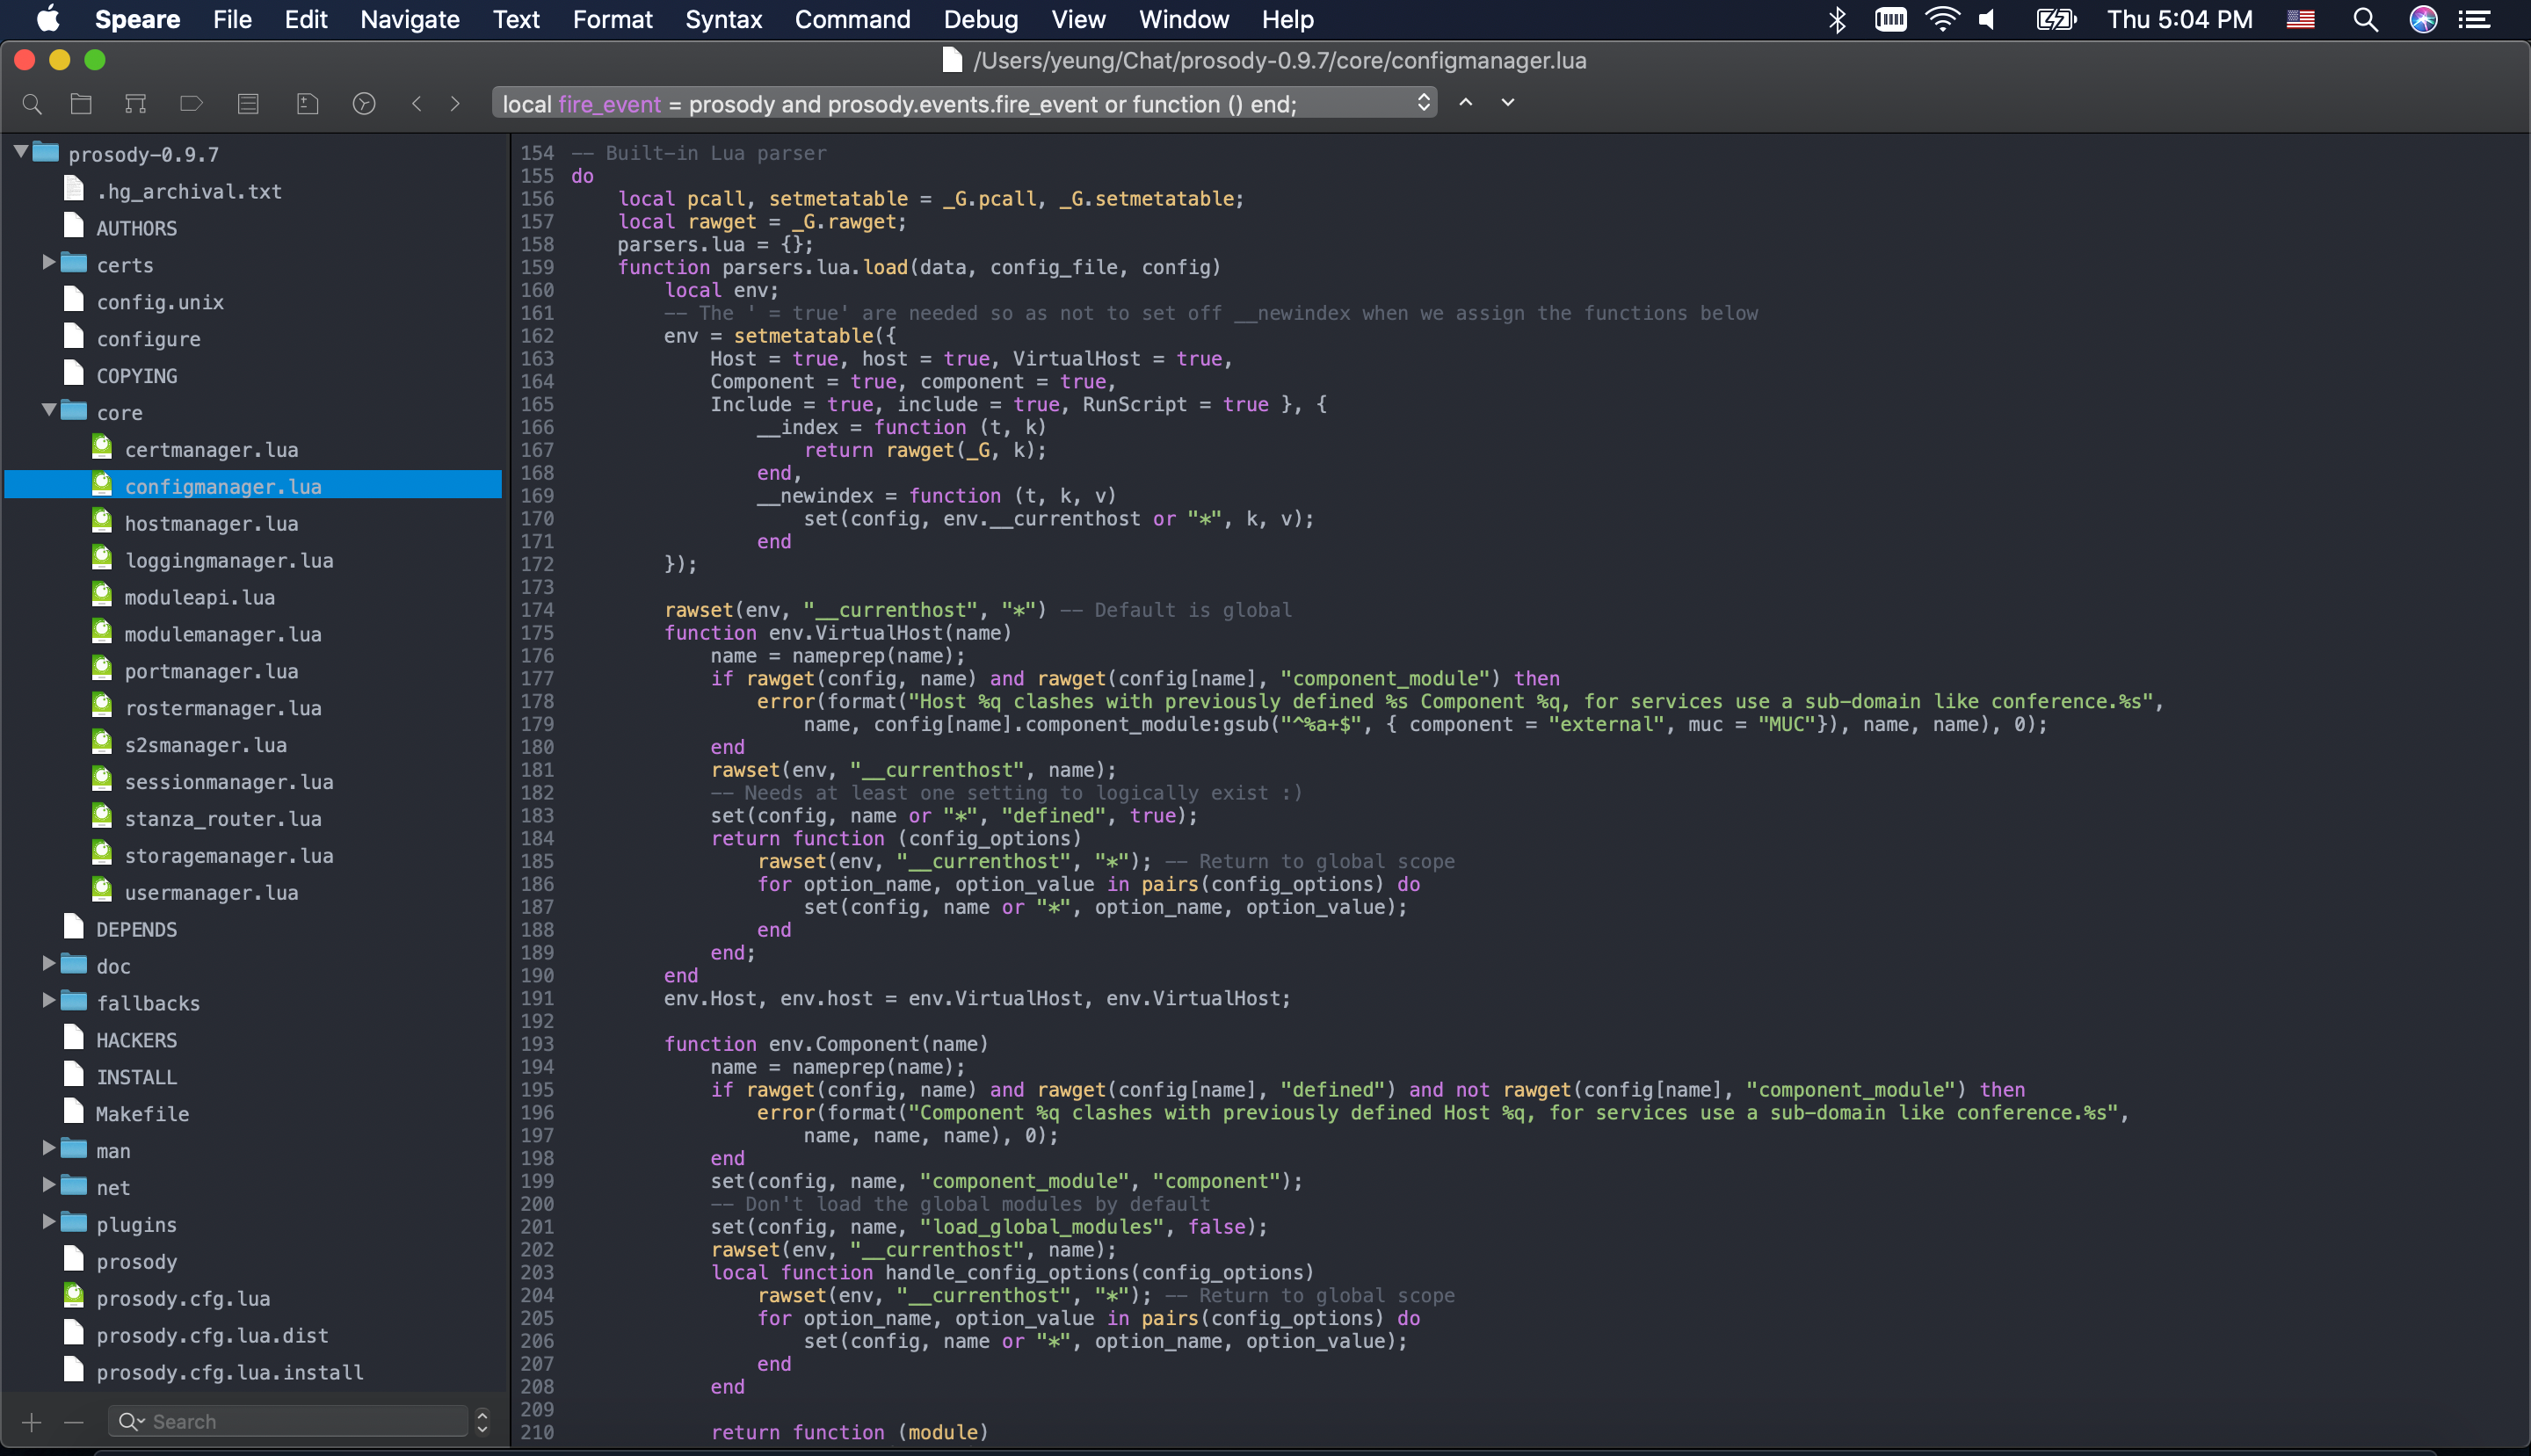 Speare File Edit Navigate Text Format Syntax Command Debug View Window Help Thu 5:04 PM
/Users/yeung/Chat/prosody-0.9.7/core/configmanager.lua
local fire_event = prosody and prosody.events.fire_event or function () end;
prosody-0.9.7
.hg_archival.txt
AUTHORS
certs
config.unix
configure
COPYING
core
certmanager.lua
configmanager.lua
hostmanager.lua
loggingmanager.lua
moduleapi.lua
modulemanager.lua
portmanager.lua
rostermanager.lua
s2smanager.lua
sessionmanager.lua
stanza_router.lua
storagemanager.lua
usermanager.lua
DEPENDS
doc
fallbacks
HACKERS
INSTALL
Makefile
man
net
plugins
prosody
prosody.cfg.lua
prosody.cfg.lua.dist
prosody.cfg.lua.install
Search
154 -- Built-in Lua parser
155 do
156     local pcall, setmetatable = _G.pcall, _G.setmetatable;
157     local rawget = _G.rawget;
158     parsers.lua = {};
159     function parsers.lua.load(data, config_file, config)
160         local env;
161         -- The ' = true' are needed so as not to set off __newindex when we assign the functions below
162         env = setmetatable({
163             Host = true, host = true, VirtualHost = true,
164             Component = true, component = true,
165             Include = true, include = true, RunScript = true }, {
166                 __index = function (t, k)
167                     return rawget(_G, k);
168                 end,
169                 __newindex = function (t, k, v)
170                     set(config, env.__currenthost or "*", k, v);
171                 end
172         });
173
174         rawset(env, "__currenthost", "*") -- Default is global
175         function env.VirtualHost(name)
176             name = nameprep(name);
177             if rawget(config, name) and rawget(config[name], "component_module") then
178                 error(format("Host %q clashes with previously defined %s Component %q, for services use a sub-domain like conference.%s",
179                     name, config[name].component_module:gsub("^%a+$", { component = "external", muc = "MUC"}), name, name), 0);
180             end
181             rawset(env, "__currenthost", name);
182             -- Needs at least one setting to logically exist :)
183             set(config, name or "*", "defined", true);
184             return function (config_options)
185                 rawset(env, "__currenthost", "*"); -- Return to global scope
186                 for option_name, option_value in pairs(config_options) do
187                     set(config, name or "*", option_name, option_value);
188                 end
189             end;
190         end
191         env.Host, env.host = env.VirtualHost, env.VirtualHost;
192
193         function env.Component(name)
194             name = nameprep(name);
195             if rawget(config, name) and rawget(config[name], "defined") and not rawget(config[name], "component_module") then
196                 error(format("Component %q clashes with previously defined Host %q, for services use a sub-domain like conference.%s",
197                     name, name, name), 0);
198             end
199             set(config, name, "component_module", "component");
200             -- Don't load the global modules by default
201             set(config, name, "load_global_modules", false);
202             rawset(env, "__currenthost", name);
203             local function handle_config_options(config_options)
204                 rawset(env, "__currenthost", "*"); -- Return to global scope
205                 for option_name, option_value in pairs(config_options) do
206                     set(config, name or "*", option_name, option_value);
207                 end
208             end
209
210             return function (module)